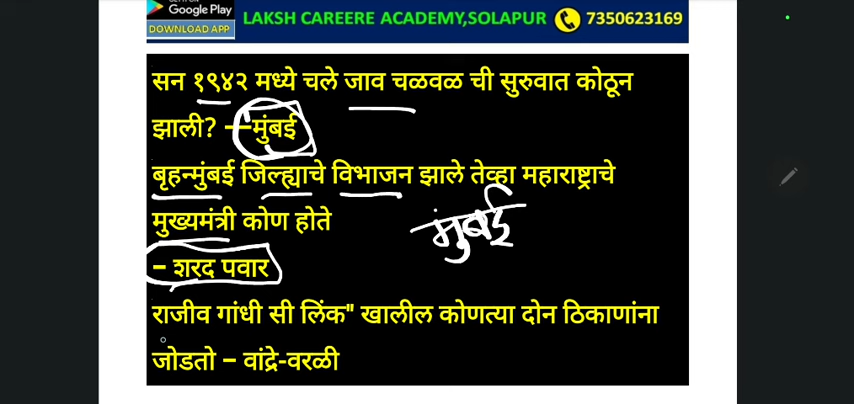 Google Play
LAKSH CAREERE ACADEMY,SOLAPUR 7350623169
DOWNLOAD APP
सन १९४२ मध्ये चले जाव चळवळ ची सुरुवात कोठून
झाली? – मुंबई
बृहन्मुंबई जिल्ह्याचे विभाजन झाले तेव्हा महाराष्ट्राचे
मुख्यमंत्री कोण होते
मुंबई
– शरद पवार
राजीव गांधी सी लिंक" खालील कोणत्या दोन ठिकाणांना
जोडतो – वांद्रे-वरळी